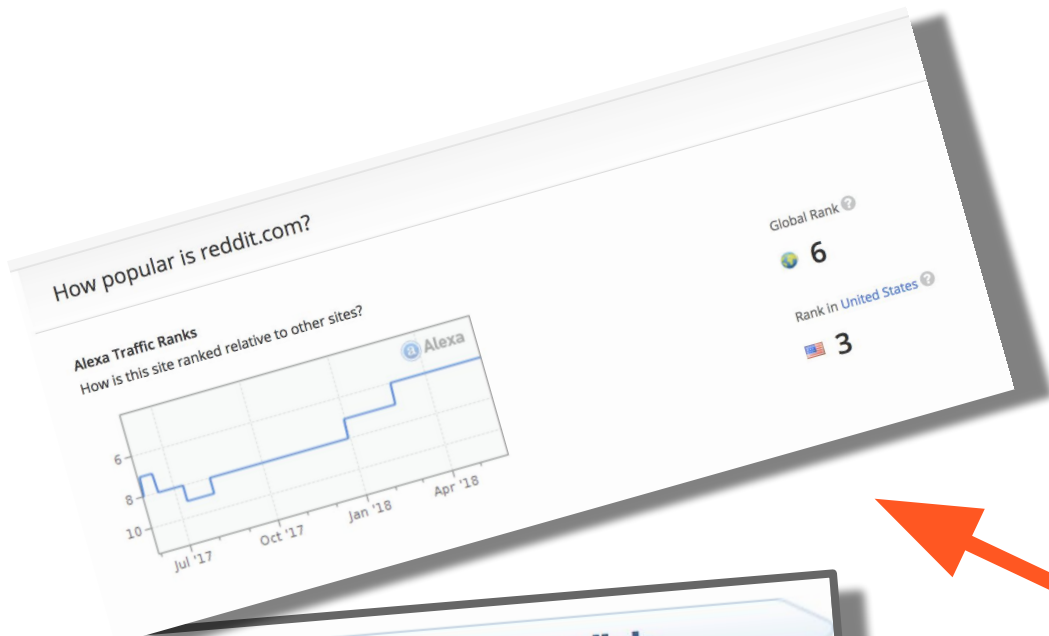 How popular is reddit.com?
Alexa Traffic Ranks
How is this site ranked relative to other sites?
Alexa
6
8
10
Jul '17
Oct '17
Jan '18
Apr '18
Global Rank ?
6
Rank in United States ?
3